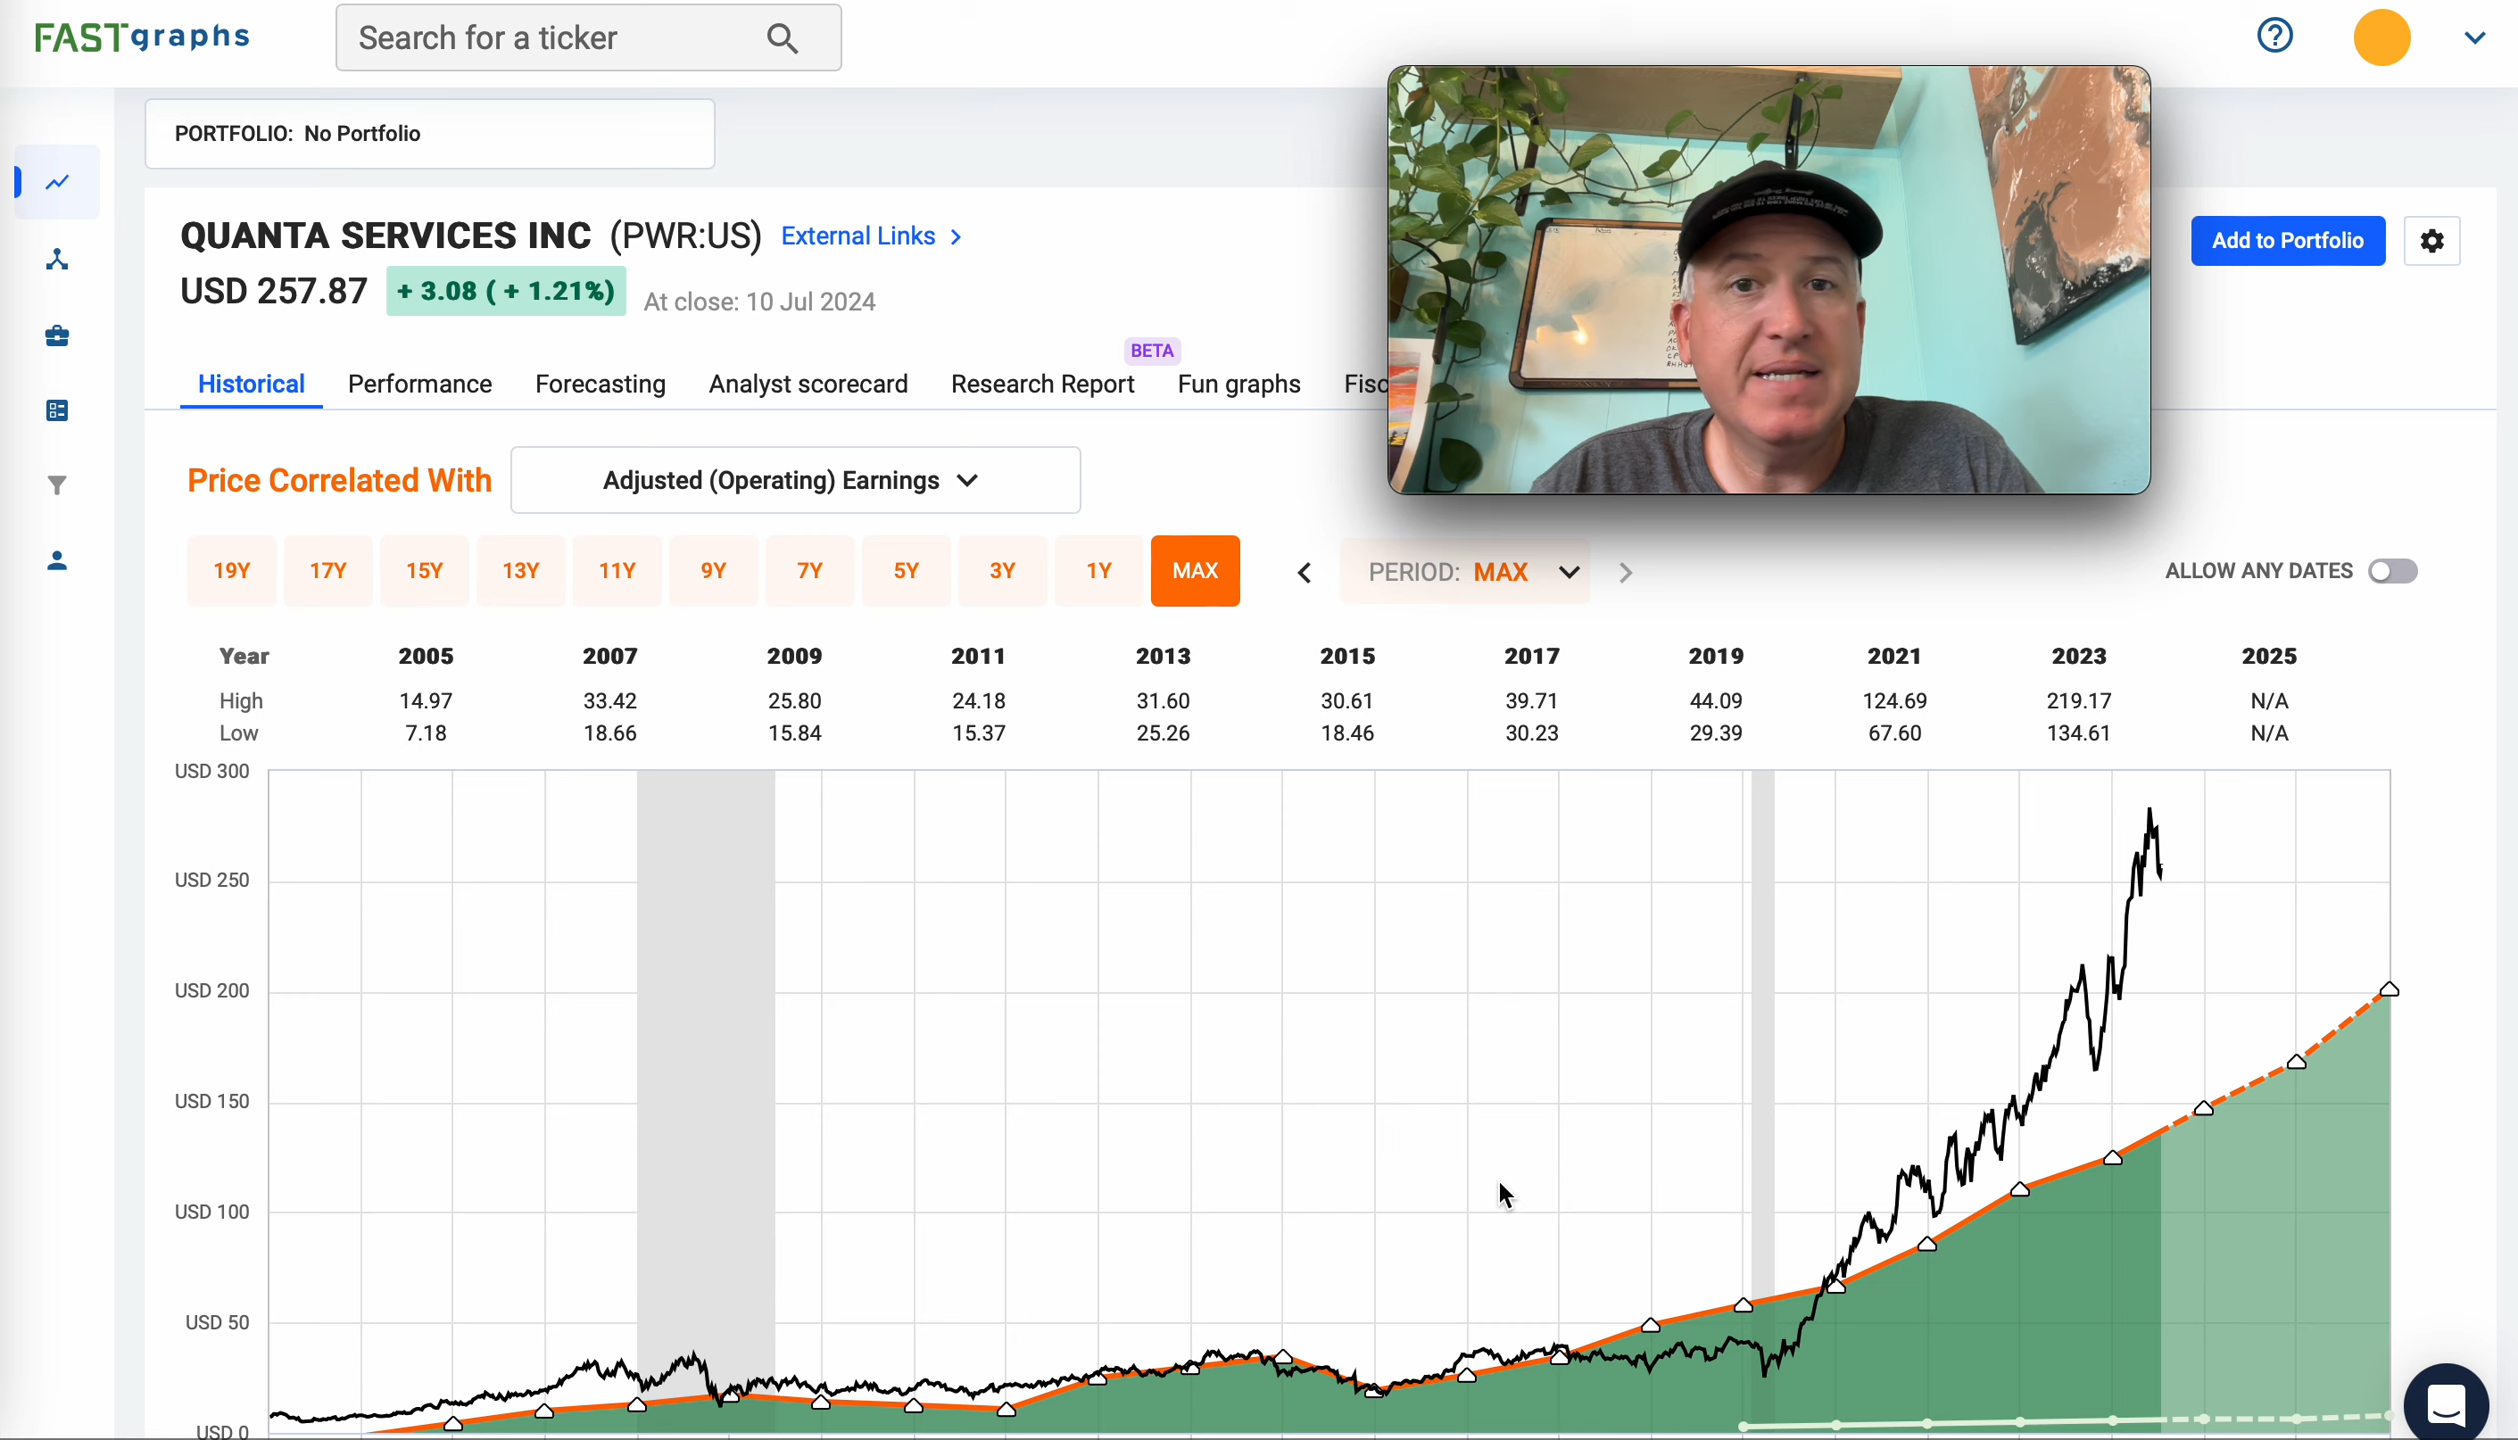 FASTgraphs
Search for a ticker
PORTFOLIO: No Portfolio
QUANTA SERVICES INC (PWR:US) External Links >
USD 257.87 + 3.08 ( + 1.21%) At close: 10 Jul 2024
Add to Portfolio
BETA
Historical Performance Forecasting Analyst scorecard Research Report Fun graphs Fisc
Price Correlated With Adjusted (Operating) Earnings
19Y 17Y 15Y 13Y 11Y 9Y 7Y 5Y 3Y 1Y MAX PERIOD: MAX ALLOW ANY DATES
Year 2005 2007 2009 2011 2013 2015 2017 2019 2021 2023 2025
High 14.97 33.42 25.80 24.18 31.60 30.61 39.71 44.09 124.69 219.17 N/A
Low 7.18 18.66 15.84 15.37 25.26 18.46 30.23 29.39 67.60 134.61 N/A
USD 300
USD 250
USD 200
USD 150
USD 100
USD 50
USD 0